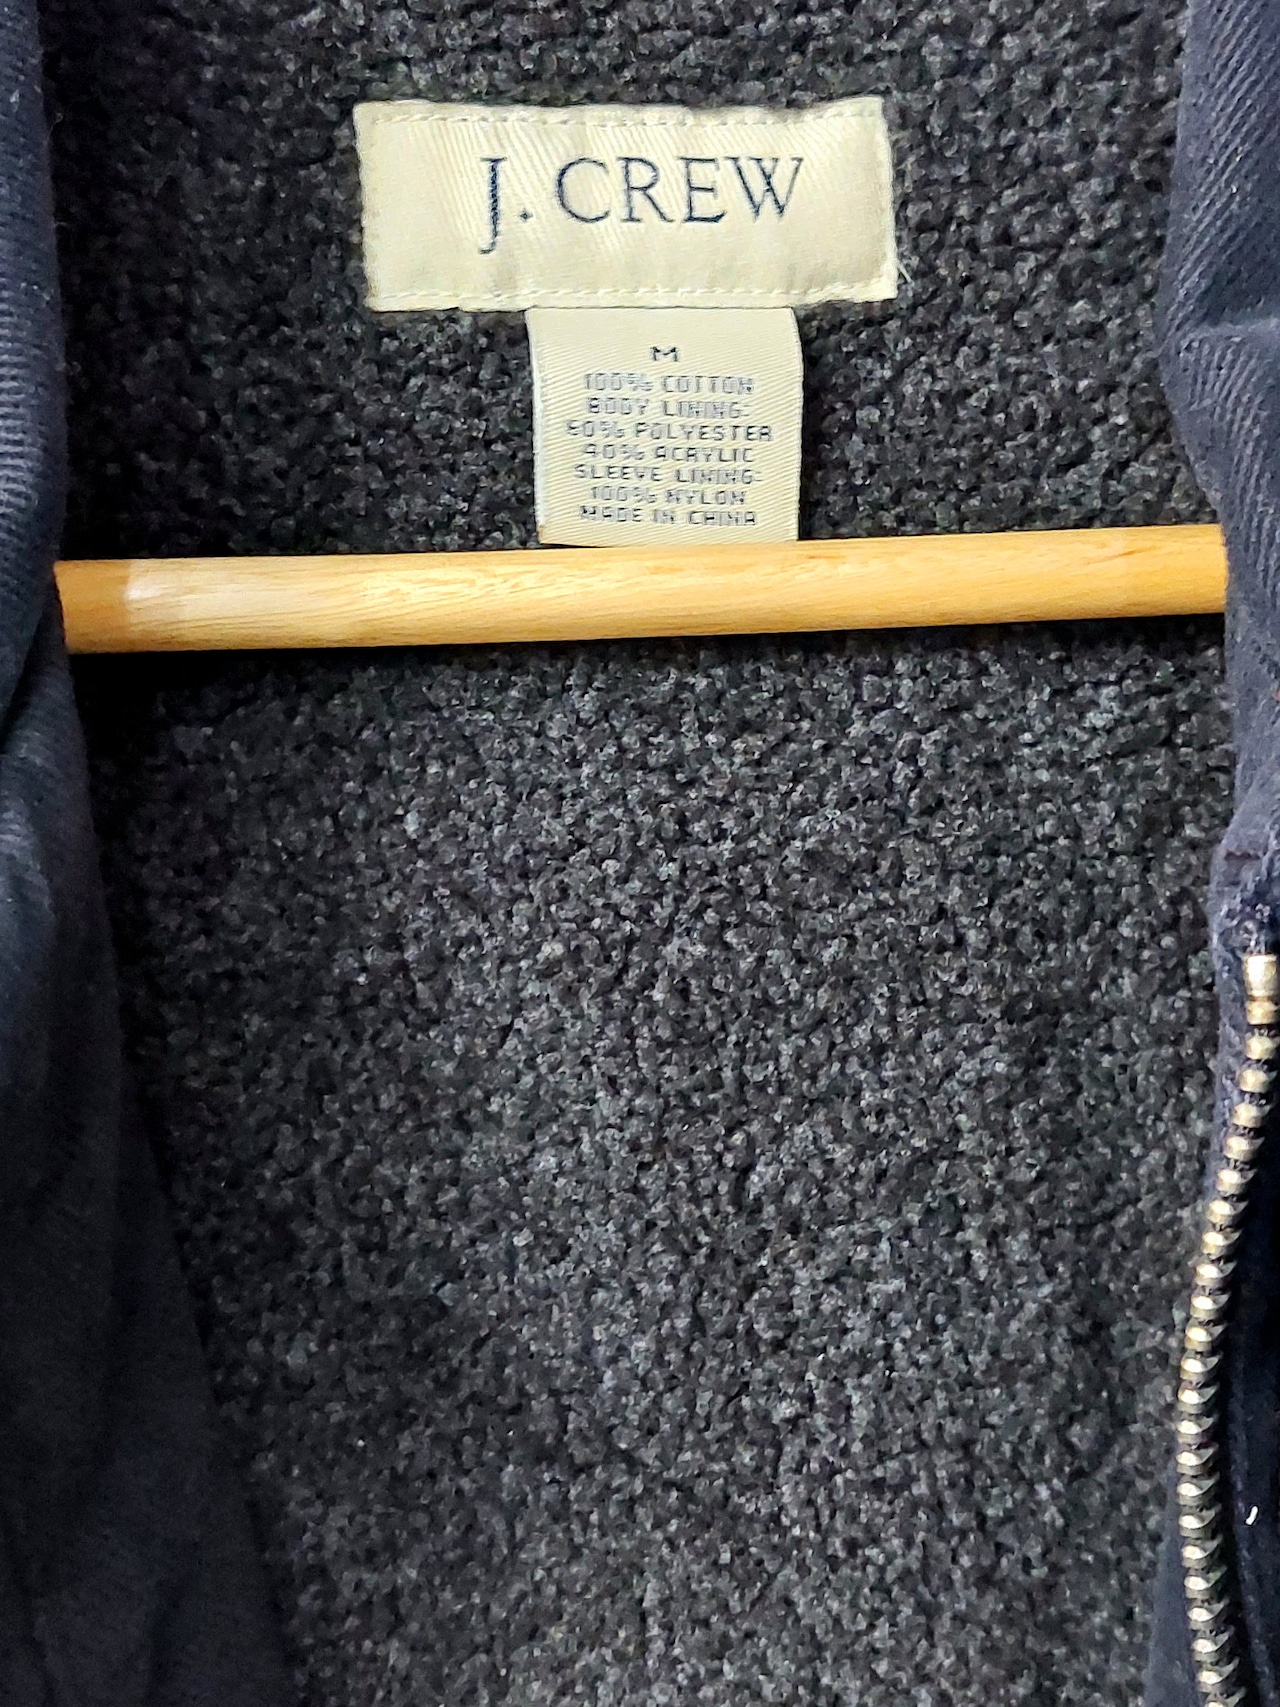 J. CREW
M
100% COTTON
BODY LINING:
60% POLYESTER
40% ACRYLIC
SLEEVE LINING:
100% NYLON
MADE IN CHINA